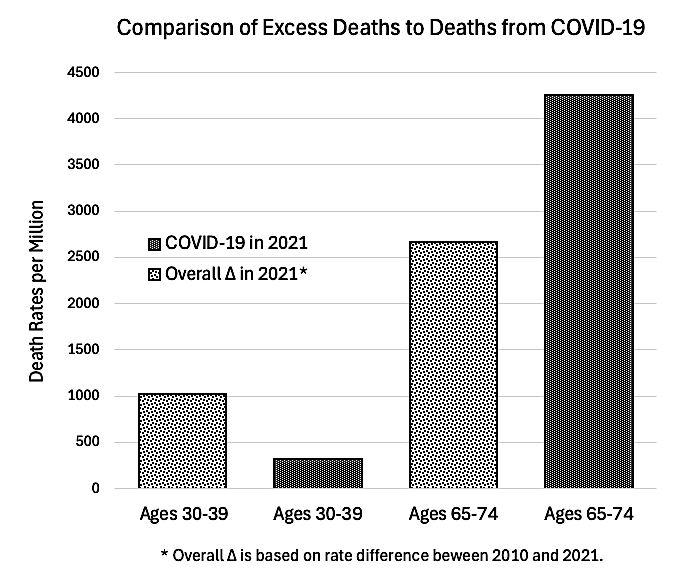 Comparison of Excess Deaths to Deaths from COVID-19
Death Rates per Million
4500
4000
3500
3000
2500
2000
1500
1000
500
0
COVID-19 in 2021
Overall Δ in 2021*
Ages 30-39
Ages 30-39
Ages 65-74
Ages 65-74
* Overall Δ is based on rate difference beween 2010 and 2021.